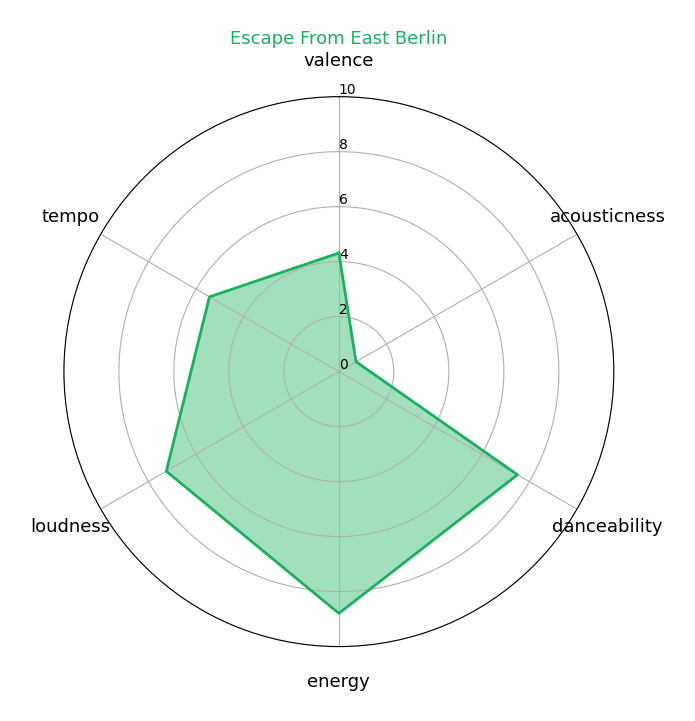 Escape From East Berlin
valence
10
8
6
4
2
0
tempo
acousticness
loudness
danceability
energy